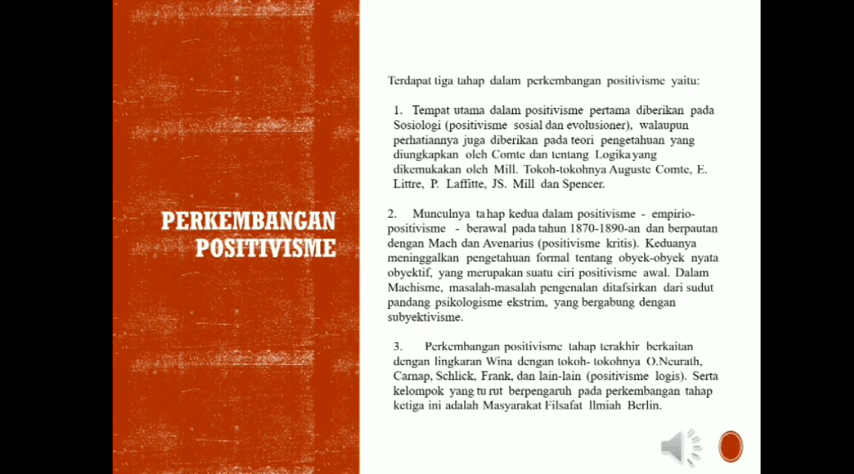 PERKEMBANGAN
POSITIVISME
Terdapat tiga tahap dalam perkembangan positivisme yaitu:
1. Tempat utama dalam positivisme pertama diberikan pada
Sosiologi (positivisme sosial dan evolusioner), walaupun
perhatiannya juga diberikan pada teori pengetahuan yang
diungkapkan oleh Comte dan tentang Logika yang
dikemukakan oleh Mill. Tokoh-tokohnya Auguste Comte, E.
Littre, P. Laffitte, JS. Mill dan Spencer.
2. Munculnya tahap kedua dalam positivisme - empirio-
positivisme - berawal pada tahun 1870-1890-an dan berpautan
dengan Mach dan Avenarius (positivisme kritis). Keduanya
meninggalkan pengetahuan formal tentang obyek-obyek nyata
obyektif, yang merupakan suatu ciri positivisme awal. Dalam
Machisme, masalah-masalah pengenalan ditafsirkan dari sudut
pandang psikologisme ekstrim, yang bergabung dengan
subyektivisme.
3. Perkembangan positivisme tahap terakhir berkaitan
dengan lingkaran Wina dengan tokoh- tokohnya O.Neurath,
Carnap, Schlick, Frank, dan lain-lain (positivisme logis). Serta
kelompok yang tu rut berpengaruh pada perkembangan tahap
ketiga ini adalah Masyarakat Filsafat Ilmiah Berlin.